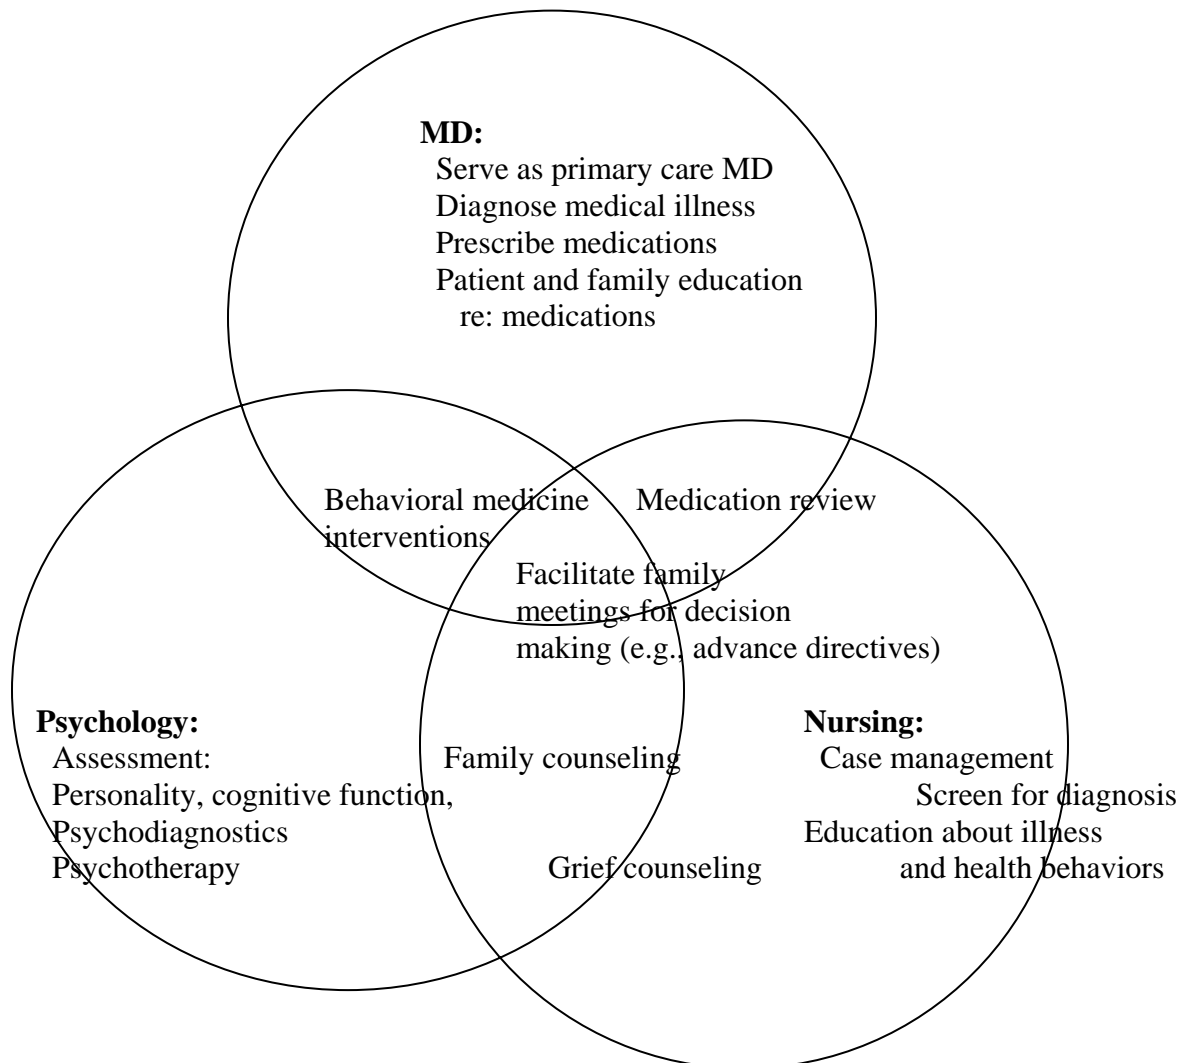 MD:
Serve as primary care MD
Diagnose medical illness
Prescribe medications
Patient and family education
re: medications
Behavioral medicine
interventions
Medication review
Facilitate family
meetings for decision
making (e.g., advance directives)
Psychology:
Assessment:
Personality, cognitive function,
Psychodiagnostics
Psychotherapy
Family counseling
Grief counseling
Nursing:
Case management
Screen for diagnosis
Education about illness
and health behaviors